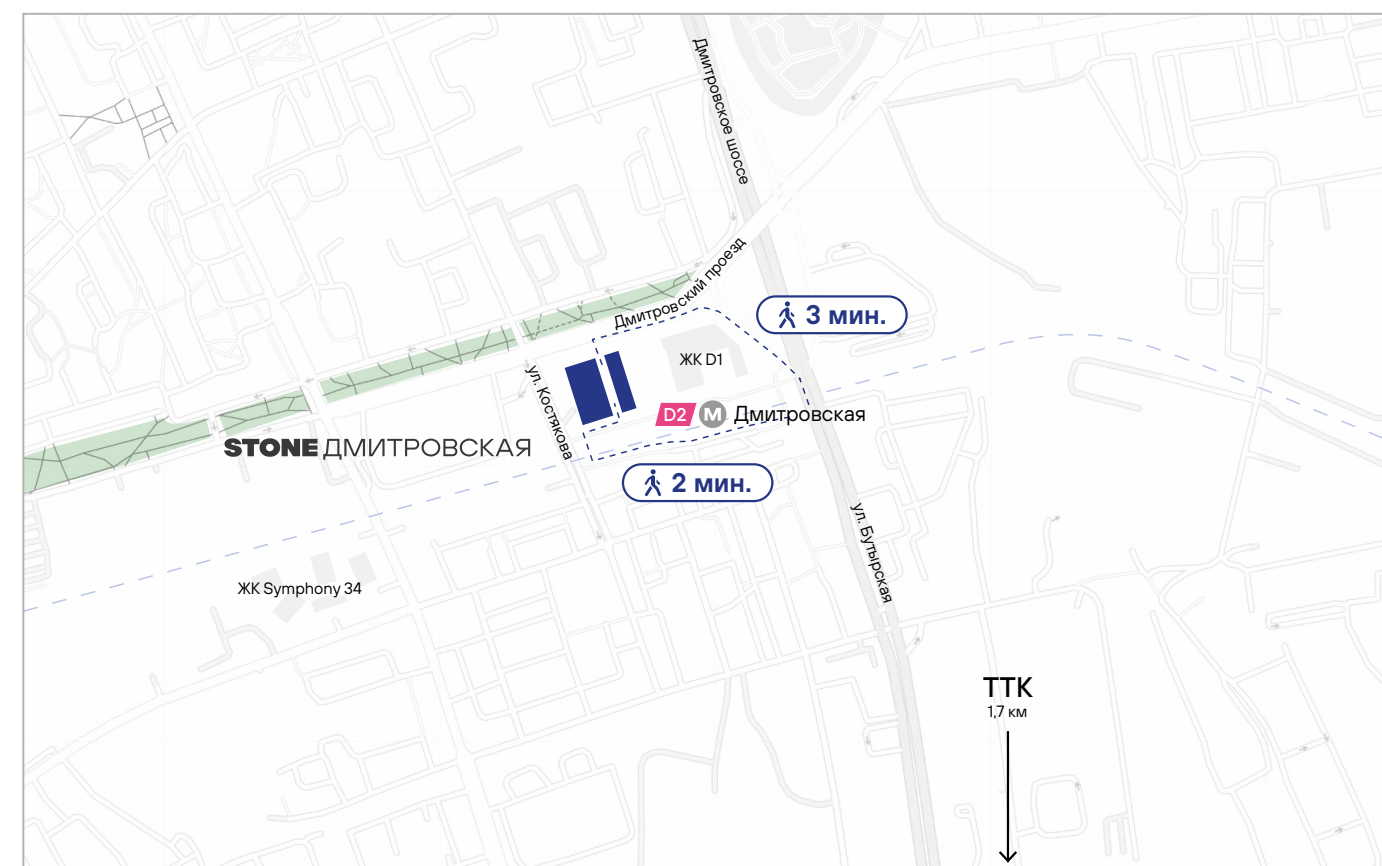 Дмитровское шоссе
Дмитровский проезд
3 мин.
ЖК D1
ул. Костякова
D2 М Дмитровская
STONE ДМИТРОВСКАЯ
2 мин.
ул. Бутырская
ЖК Symphony 34
ТТК
1,7 км